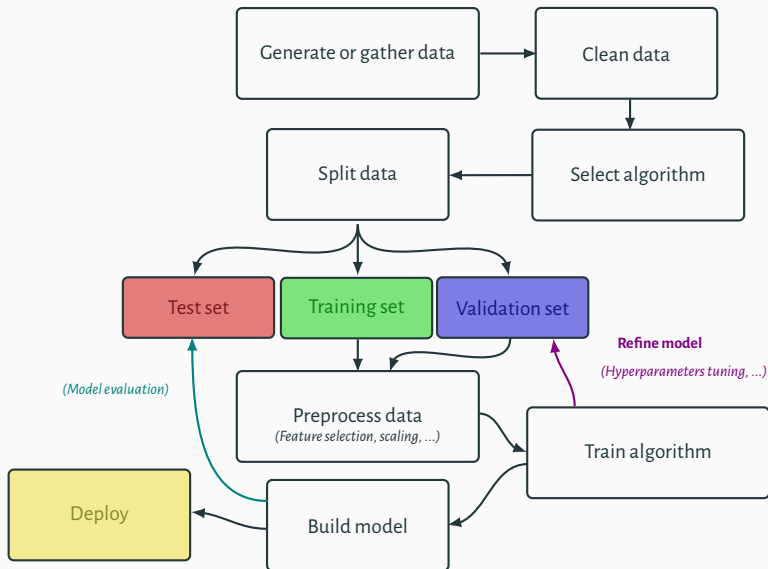 Generate or gather data
Clean data
Split data
Select algorithm
Test set
Training set
Validation set
Refine model
(Hyperparameters tuning, ...)
(Model evaluation)
Preprocess data
(Feature selection, scaling, ...)
Train algorithm
Deploy
Build model